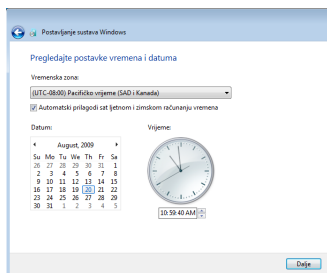 Postavljanje sustava Windows
Pregledajte postavke vremena i datuma
Vremenska zona:
(UTC-08:00) Pacifičko vrijeme (SAD i Kanada)
Automatski prilagodi sat ljetnom i zimskom računanju vremena
Datum:
Vrijeme:
August, 2009
Su Mo Tu We Th Fr Sa
26 27 28 29 30 31 1
2 3 4 5 6 7 8
9 10 11 12 13 14 15
16 17 18 19 20 21 22
23 24 25 26 27 28 29
30 31 1 2 3 4 5
10:59:40 AM
Dalje